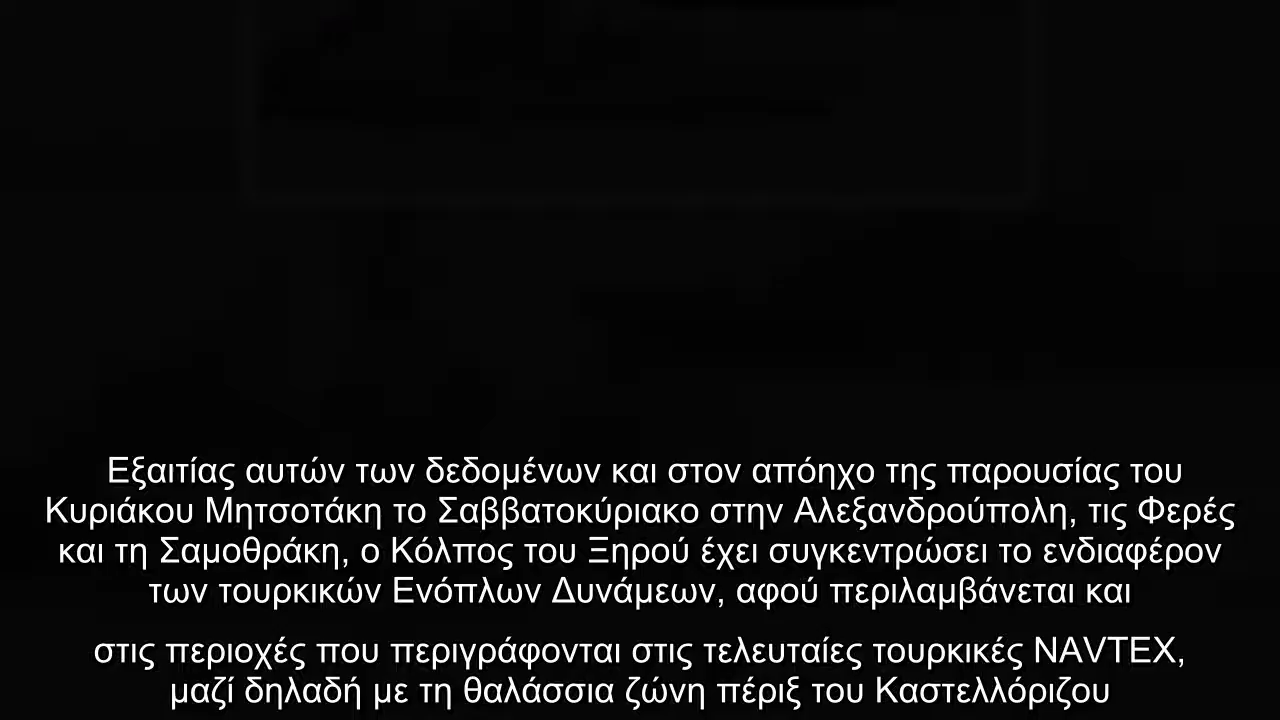 Εξαιτίας αυτών των δεδομένων και στον απόηχο της παρουσίας του
Κυριάκου Μητσοτάκη το Σαββατοκύριακο στην Αλεξανδρούπολη, τις Φερές
και τη Σαμοθράκη, ο Κόλπος του Ξηρού έχει συγκεντρώσει το ενδιαφέρον
των τουρκικών Ενόπλων Δυνάμεων, αφού περιλαμβάνεται και
στις περιοχές που περιγράφονται στις τελευταίες τουρκικές NAVTEX,
μαζί δηλαδή με τη θαλάσσια ζώνη πέριξ του Καστελλόριζου